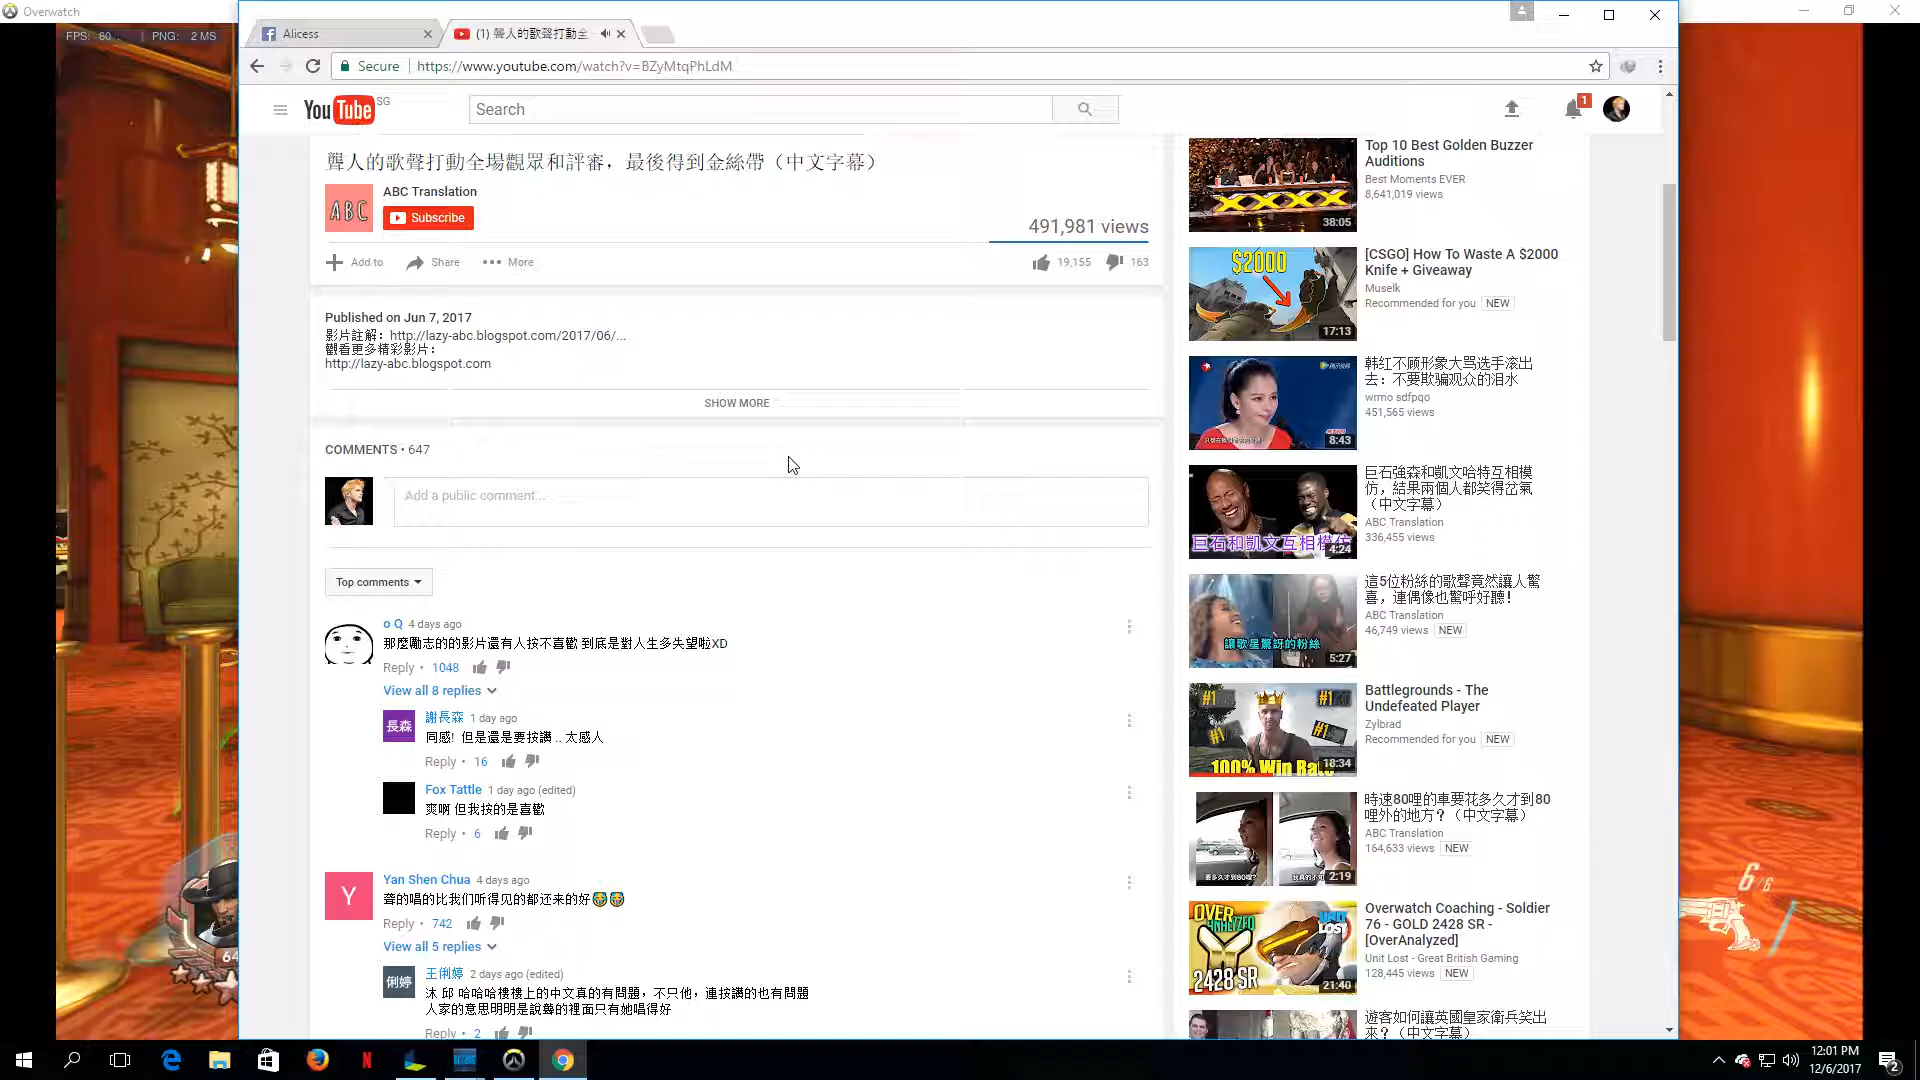 Overwatch
FPS: 60 . | PNG: 2 MS
Alicess
(1) 聾人的歌聲打動全
Secure
https://www.youtube.com/watch?v=BZyMtqPhLdM
YouTube SG
Search
1
聾人的歌聲打動全場觀眾和評審，最後得到金絲帶（中文字幕）
ABC
ABC Translation
Subscribe
491,981 views
Add to
Share
More
19,155
163
Published on Jun 7, 2017
影片註解：http://lazy-abc.blogspot.com/2017/06/...
觀看更多精彩影片：
http://lazy-abc.blogspot.com
SHOW MORE
COMMENTS • 647
Add a public comment...
Top comments
o Q 4 days ago
那麼勵志的的影片還有人按不喜歡 到底是對人生多失望啦XD
Reply • 1048
View all 8 replies
長森
謝長森 1 day ago
同感! 但是還是要按讚 .. 太感人
Reply • 16
Fox Tattle 1 day ago (edited)
爽啊 但我按的是喜歡
Reply • 6
Y
Yan Shen Chua 4 days ago
聋的唱的比我们听得见的都还来的好😭😭
Reply • 742
View all 5 replies
俐婷
王俐婷 2 days ago (edited)
沐 邱 哈哈哈樓樓上的中文真的有問題，不只他，連按讚的也有問題
人家的意思明明是說聾的裡面只有她唱得好
Reply • 2
Top 10 Best Golden Buzzer
Auditions
Best Moments EVER
8,641,019 views
38:05
$2000
17:13
[CSGO] How To Waste A $2000
Knife + Giveaway
Muselk
Recommended for you NEW
8:43
韩红不顾形象大骂选手滚出
去：不要欺骗观众的泪水
wrmo sdfpqo
451,565 views
巨石和凱文互相模仿
4:24
巨石強森和凱文哈特互相模
仿，結果兩個人都笑得岔氣
（中文字幕）
ABC Translation
336,455 views
讓歌星驚訝的粉絲
5:27
這5位粉絲的歌聲竟然讓人驚
喜，連偶像也驚呼好聽！
ABC Translation
46,749 views NEW
#1
#1
#1
#1
100% Win Rate
18:34
Battlegrounds - The
Undefeated Player
Zylbrad
Recommended for you NEW
2:19
時速80哩的車要花多久才到80
哩外的地方？（中文字幕）
ABC Translation
164,633 views NEW
OVER
ANALYZED
UNIT
LOST
2428 SR
21:40
Overwatch Coaching - Soldier
76 - GOLD 2428 SR -
[OverAnalyzed]
Unit Lost - Great British Gaming
128,445 views NEW
遊客如何讓英國皇家衛兵笑出
來？（中文字幕）
64
6/6
12:01 PM
12/6/2017
2